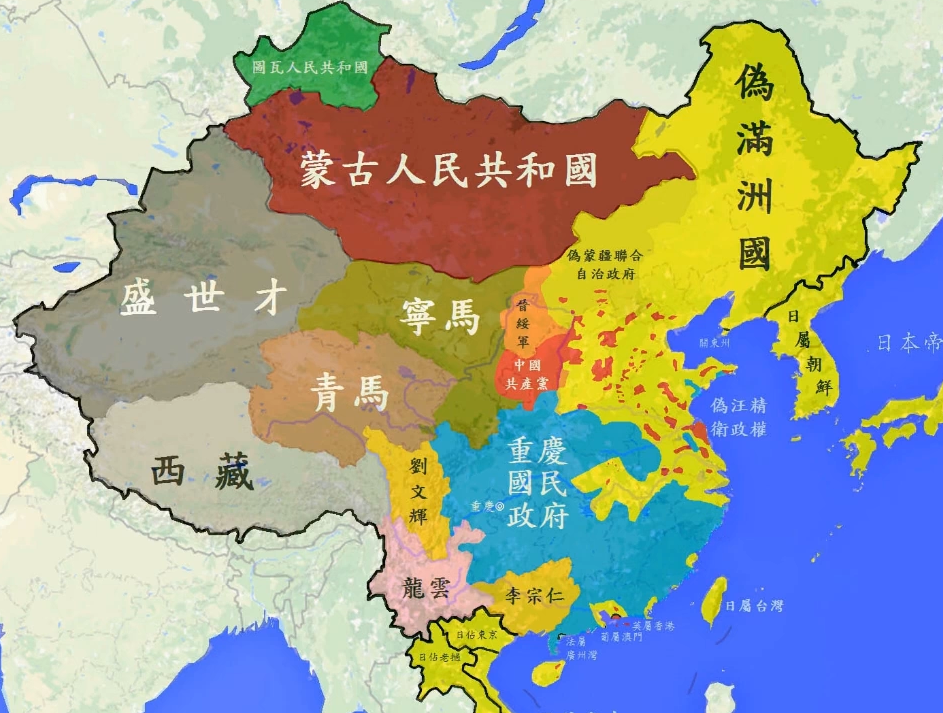 圖瓦人民共和國
蒙古人民共和國
偽滿洲國
偽蒙疆聯合
自治政府
盛世才
寧馬
晉綏軍
中國
共產黨
青馬
關東州
日屬朝鮮
日本帝
偽汪精
衛政權
西藏
劉文輝
重慶
國民
政府
重慶
龍雲
李宗仁
日屬台灣
英屬香港
葡屬澳門
法屬
廣州灣
日佔東京
日佔老撾